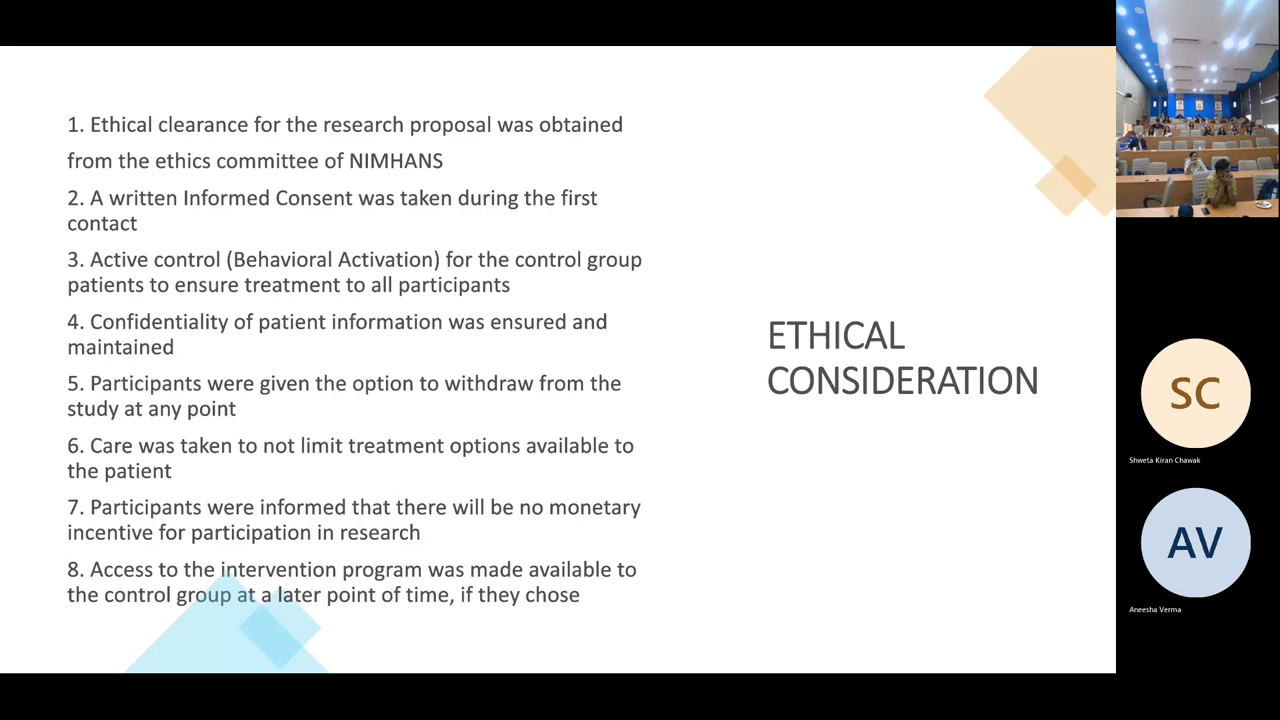 1. Ethical clearance for the research proposal was obtained
from the ethics committee of NIMHANS
2. A written Informed Consent was taken during the first
contact
3. Active control (Behavioral Activation) for the control group
patients to ensure treatment to all participants
4. Confidentiality of patient information was ensured and
maintained
5. Participants were given the option to withdraw from the
study at any point
6. Care was taken to not limit treatment options available to
the patient
7. Participants were informed that there will be no monetary
incentive for participation in research
8. Access to the intervention program was made available to
the control group at a later point of time, if they chose
ETHICAL
CONSIDERATION
SC
Shweta Kiran Chawak
AV
Aneesha Verma